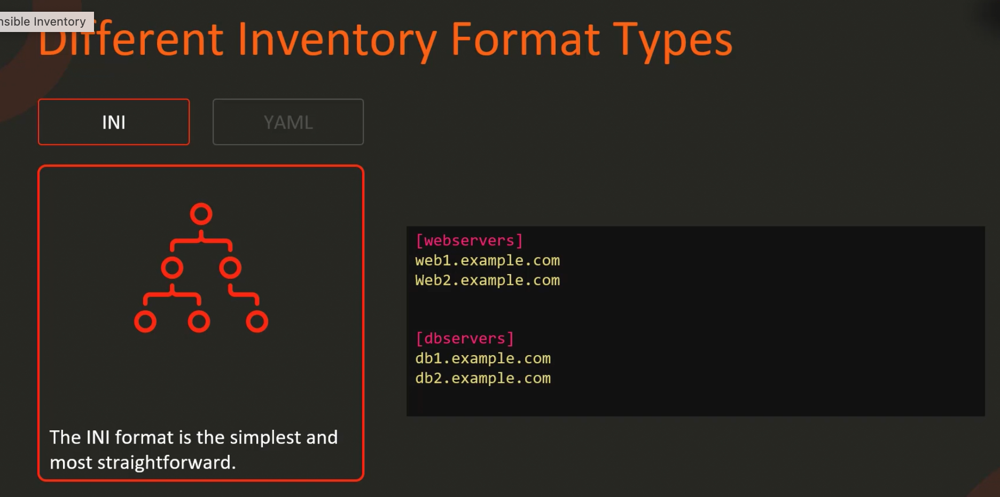 nsible Inventory
Different Inventory Format Types
INI
YAML
[webservers]
web1.example.com
Web2.example.com
[dbservers]
db1.example.com
db2.example.com
The INI format is the simplest and
most straightforward.